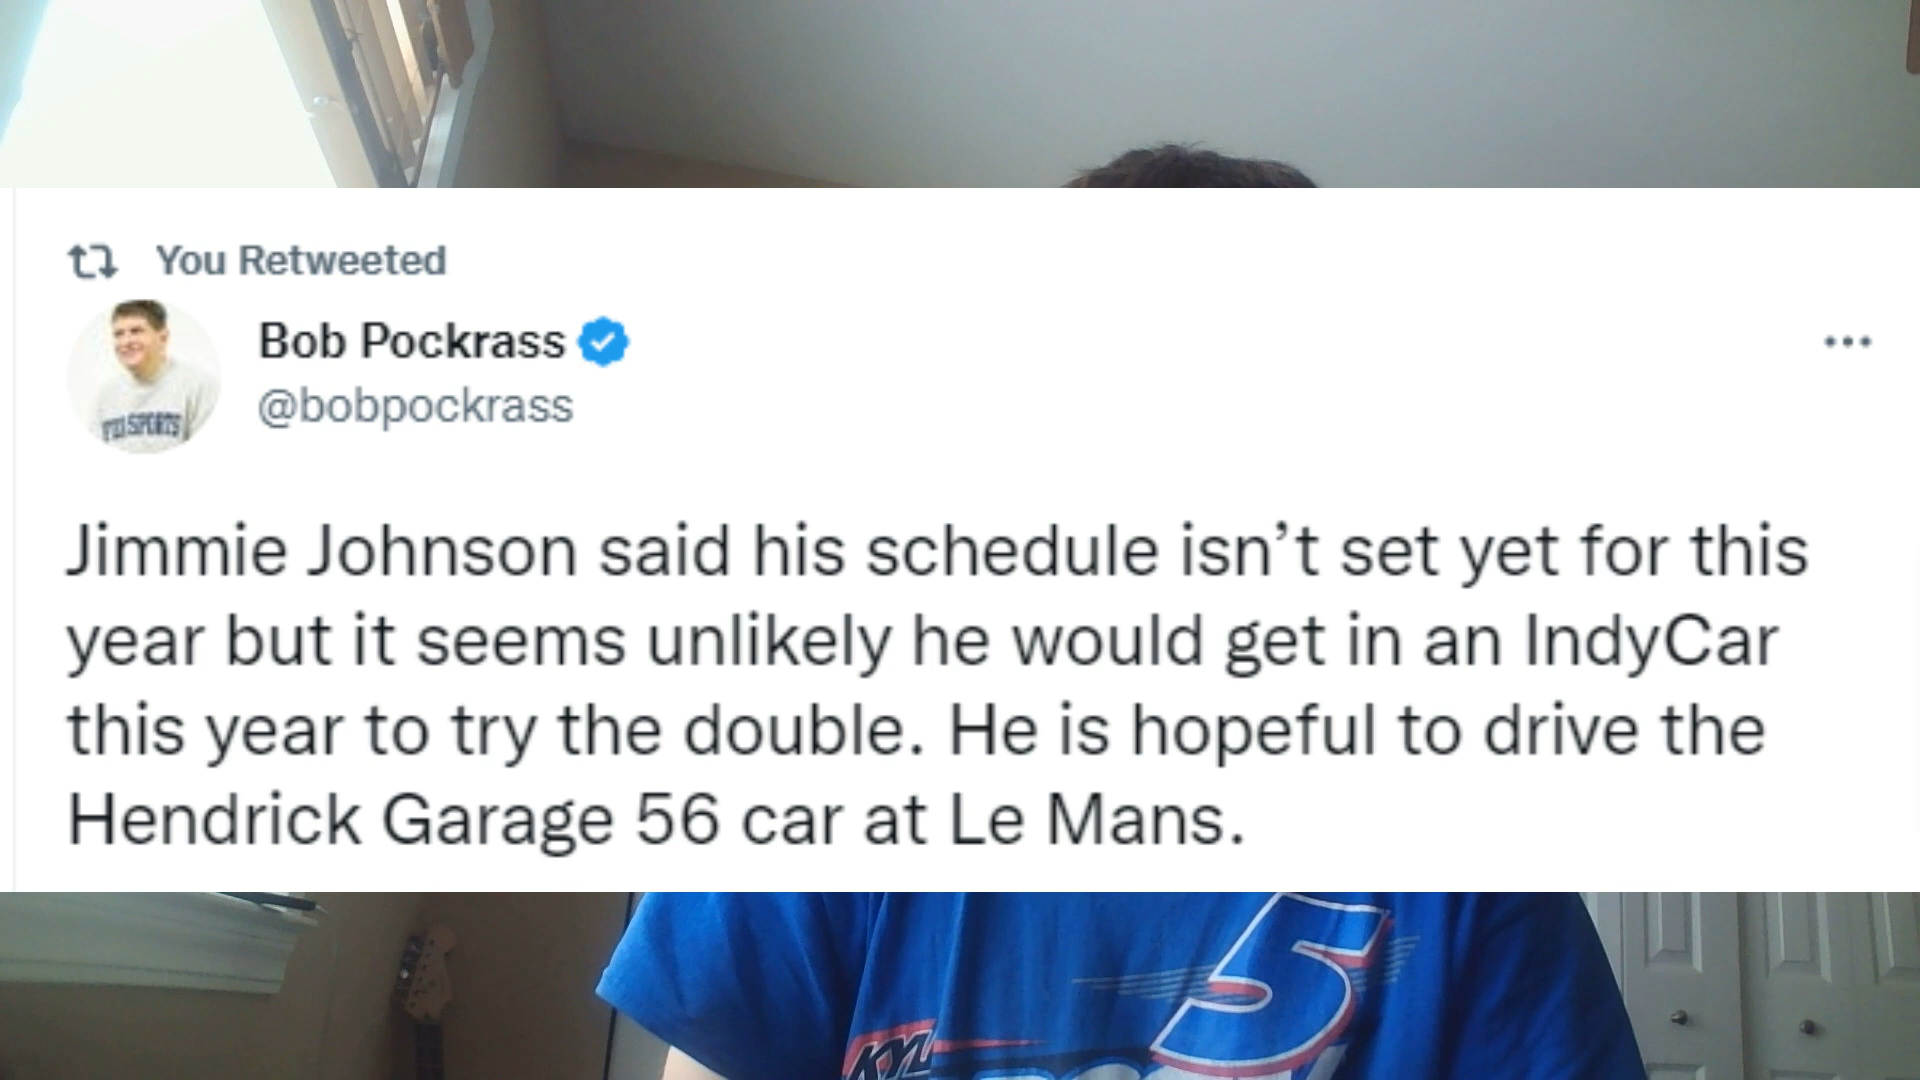 You Retweeted
Bob Pockrass
@bobpockrass
Jimmie Johnson said his schedule isn’t set yet for this
year but it seems unlikely he would get in an IndyCar
this year to try the double. He is hopeful to drive the
Hendrick Garage 56 car at Le Mans.
5